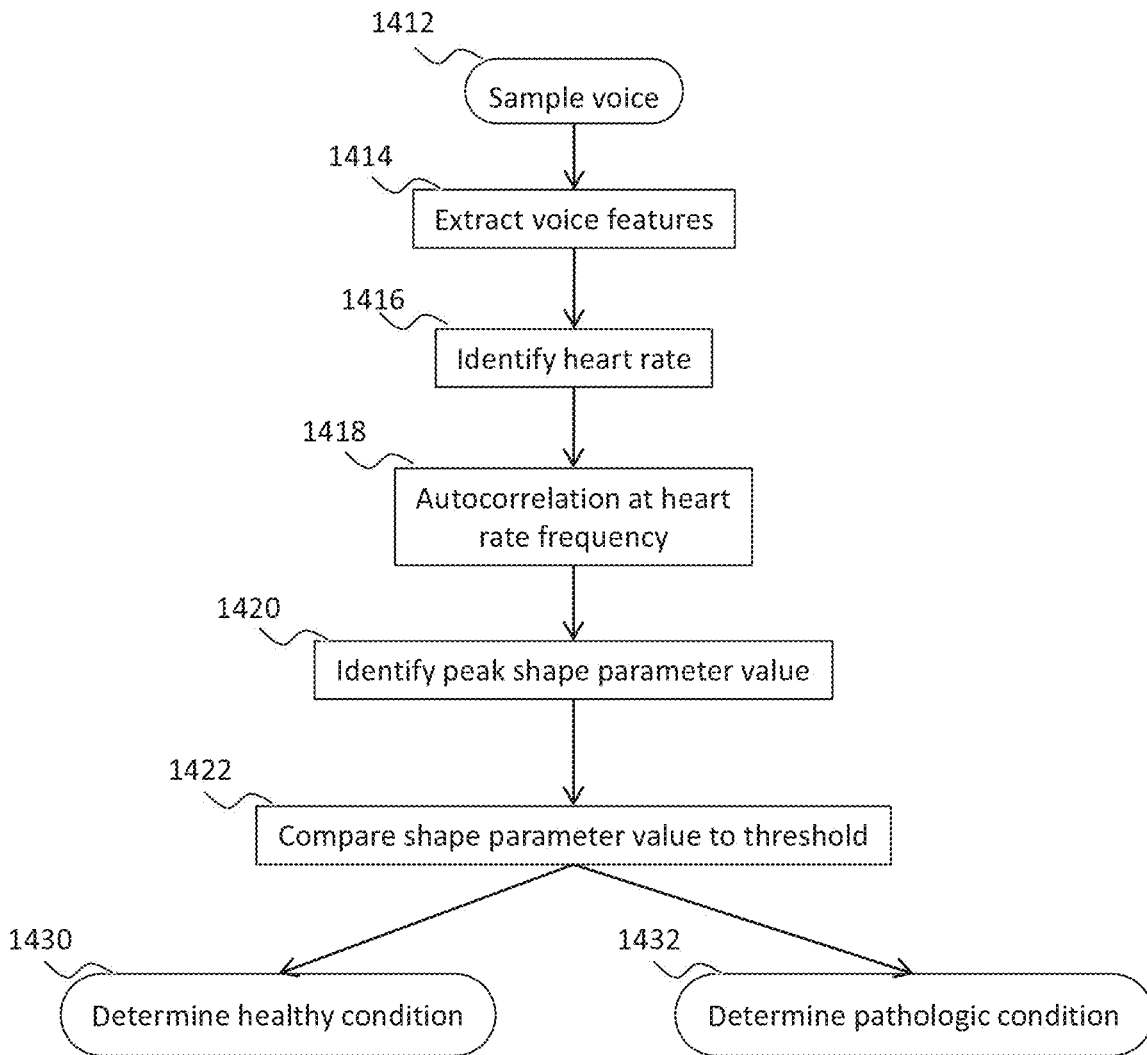 1412
Sample voice
1414
Extract voice features
1416
Identify heart rate
1418
Autocorrelation at heart
rate frequency
1420
Identify peak shape parameter value
1422
Compare shape parameter value to threshold
1430
Determine healthy condition
1432
Determine pathologic condition